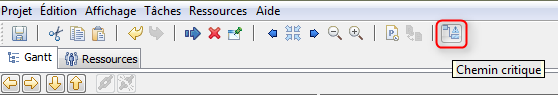 Projet Édition Affichage Tâches Ressources Aide
Gantt Ressources
Chemin critique